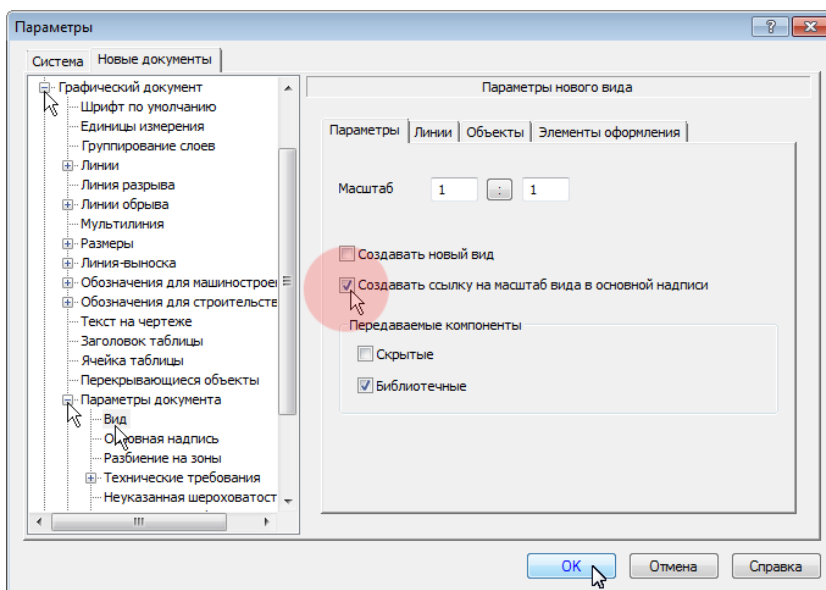 Параметры
Система
Новые документы
Графический документ
Шрифт по умолчанию
Единицы измерения
Группирование слоев
Линии
Линия разрыва
Линии обрыва
Мультилиния
Размеры
Линия-выноска
Обозначения для машиностроен
Обозначения для строительств
Текст на чертеже
Заголовок таблицы
Ячейка таблицы
Перекрывающиеся объекты
Параметры документа
Вид
Основная надпись
Разбиение на зоны
Технические требования
Неуказанная шероховатост
Параметры нового вида
Параметры
Линии
Объекты
Элементы оформления
Масштаб 1 : 1
Создавать новый вид
Создавать ссылку на масштаб вида в основной надписи
Передаваемые компоненты
Скрытые
Библиотечные
OK
Отмена
Справка